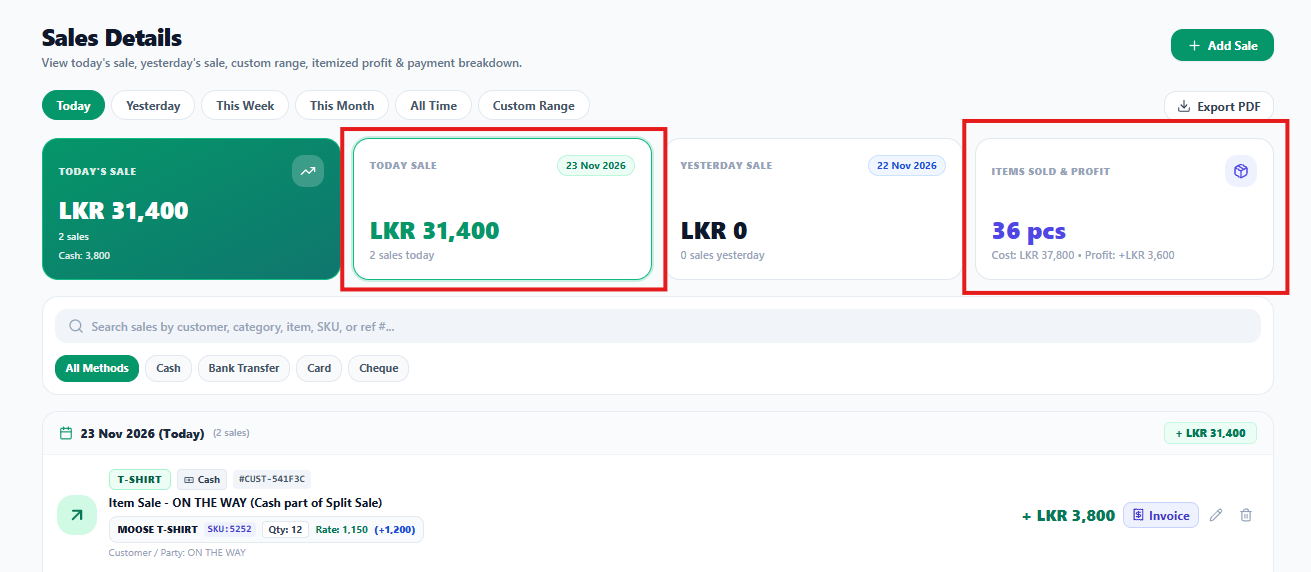 Sales Details
View today's sale, yesterday's sale, custom range, itemized profit & payment breakdown.
+ Add Sale
Today
Yesterday
This Week
This Month
All Time
Custom Range
Export PDF
TODAY'S SALE
LKR 31,400
2 sales
Cash: 3,800
TODAY SALE
23 Nov 2026
LKR 31,400
2 sales today
YESTERDAY SALE
22 Nov 2026
LKR 0
0 sales yesterday
ITEMS SOLD & PROFIT
36 pcs
Cost: LKR 37,800 • Profit: +LKR 3,600
Search sales by customer, category, item, SKU, or ref #...
All Methods
Cash
Bank Transfer
Card
Cheque
23 Nov 2026 (Today) (2 sales)
+ LKR 31,400
T-SHIRT
Cash
#CUST-541F3C
Item Sale - ON THE WAY (Cash part of Split Sale)
MOOSE T-SHIRT SKU:5252 Qty: 12 Rate: 1,150 (+1,200)
Customer / Party: ON THE WAY
+ LKR 3,800
Invoice